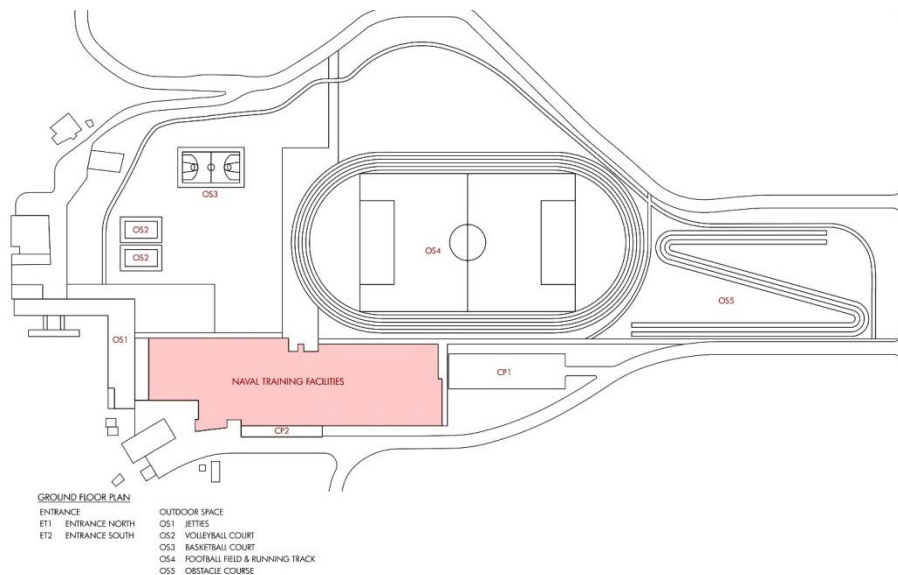 OS3
OS2
OS2
OS4
OS5
OS1
NAVAL TRAINING FACILITIES
CP1
CP2
GROUND FLOOR PLAN
ENTRANCE
ET1 ENTRANCE NORTH
ET2 ENTRANCE SOUTH
OUTDOOR SPACE
OS1 JETTIES
OS2 VOLLEYBALL COURT
OS3 BASKETBALL COURT
OS4 FOOTBALL FIELD & RUNNING TRACK
OS5 OBSTACLE COURSE